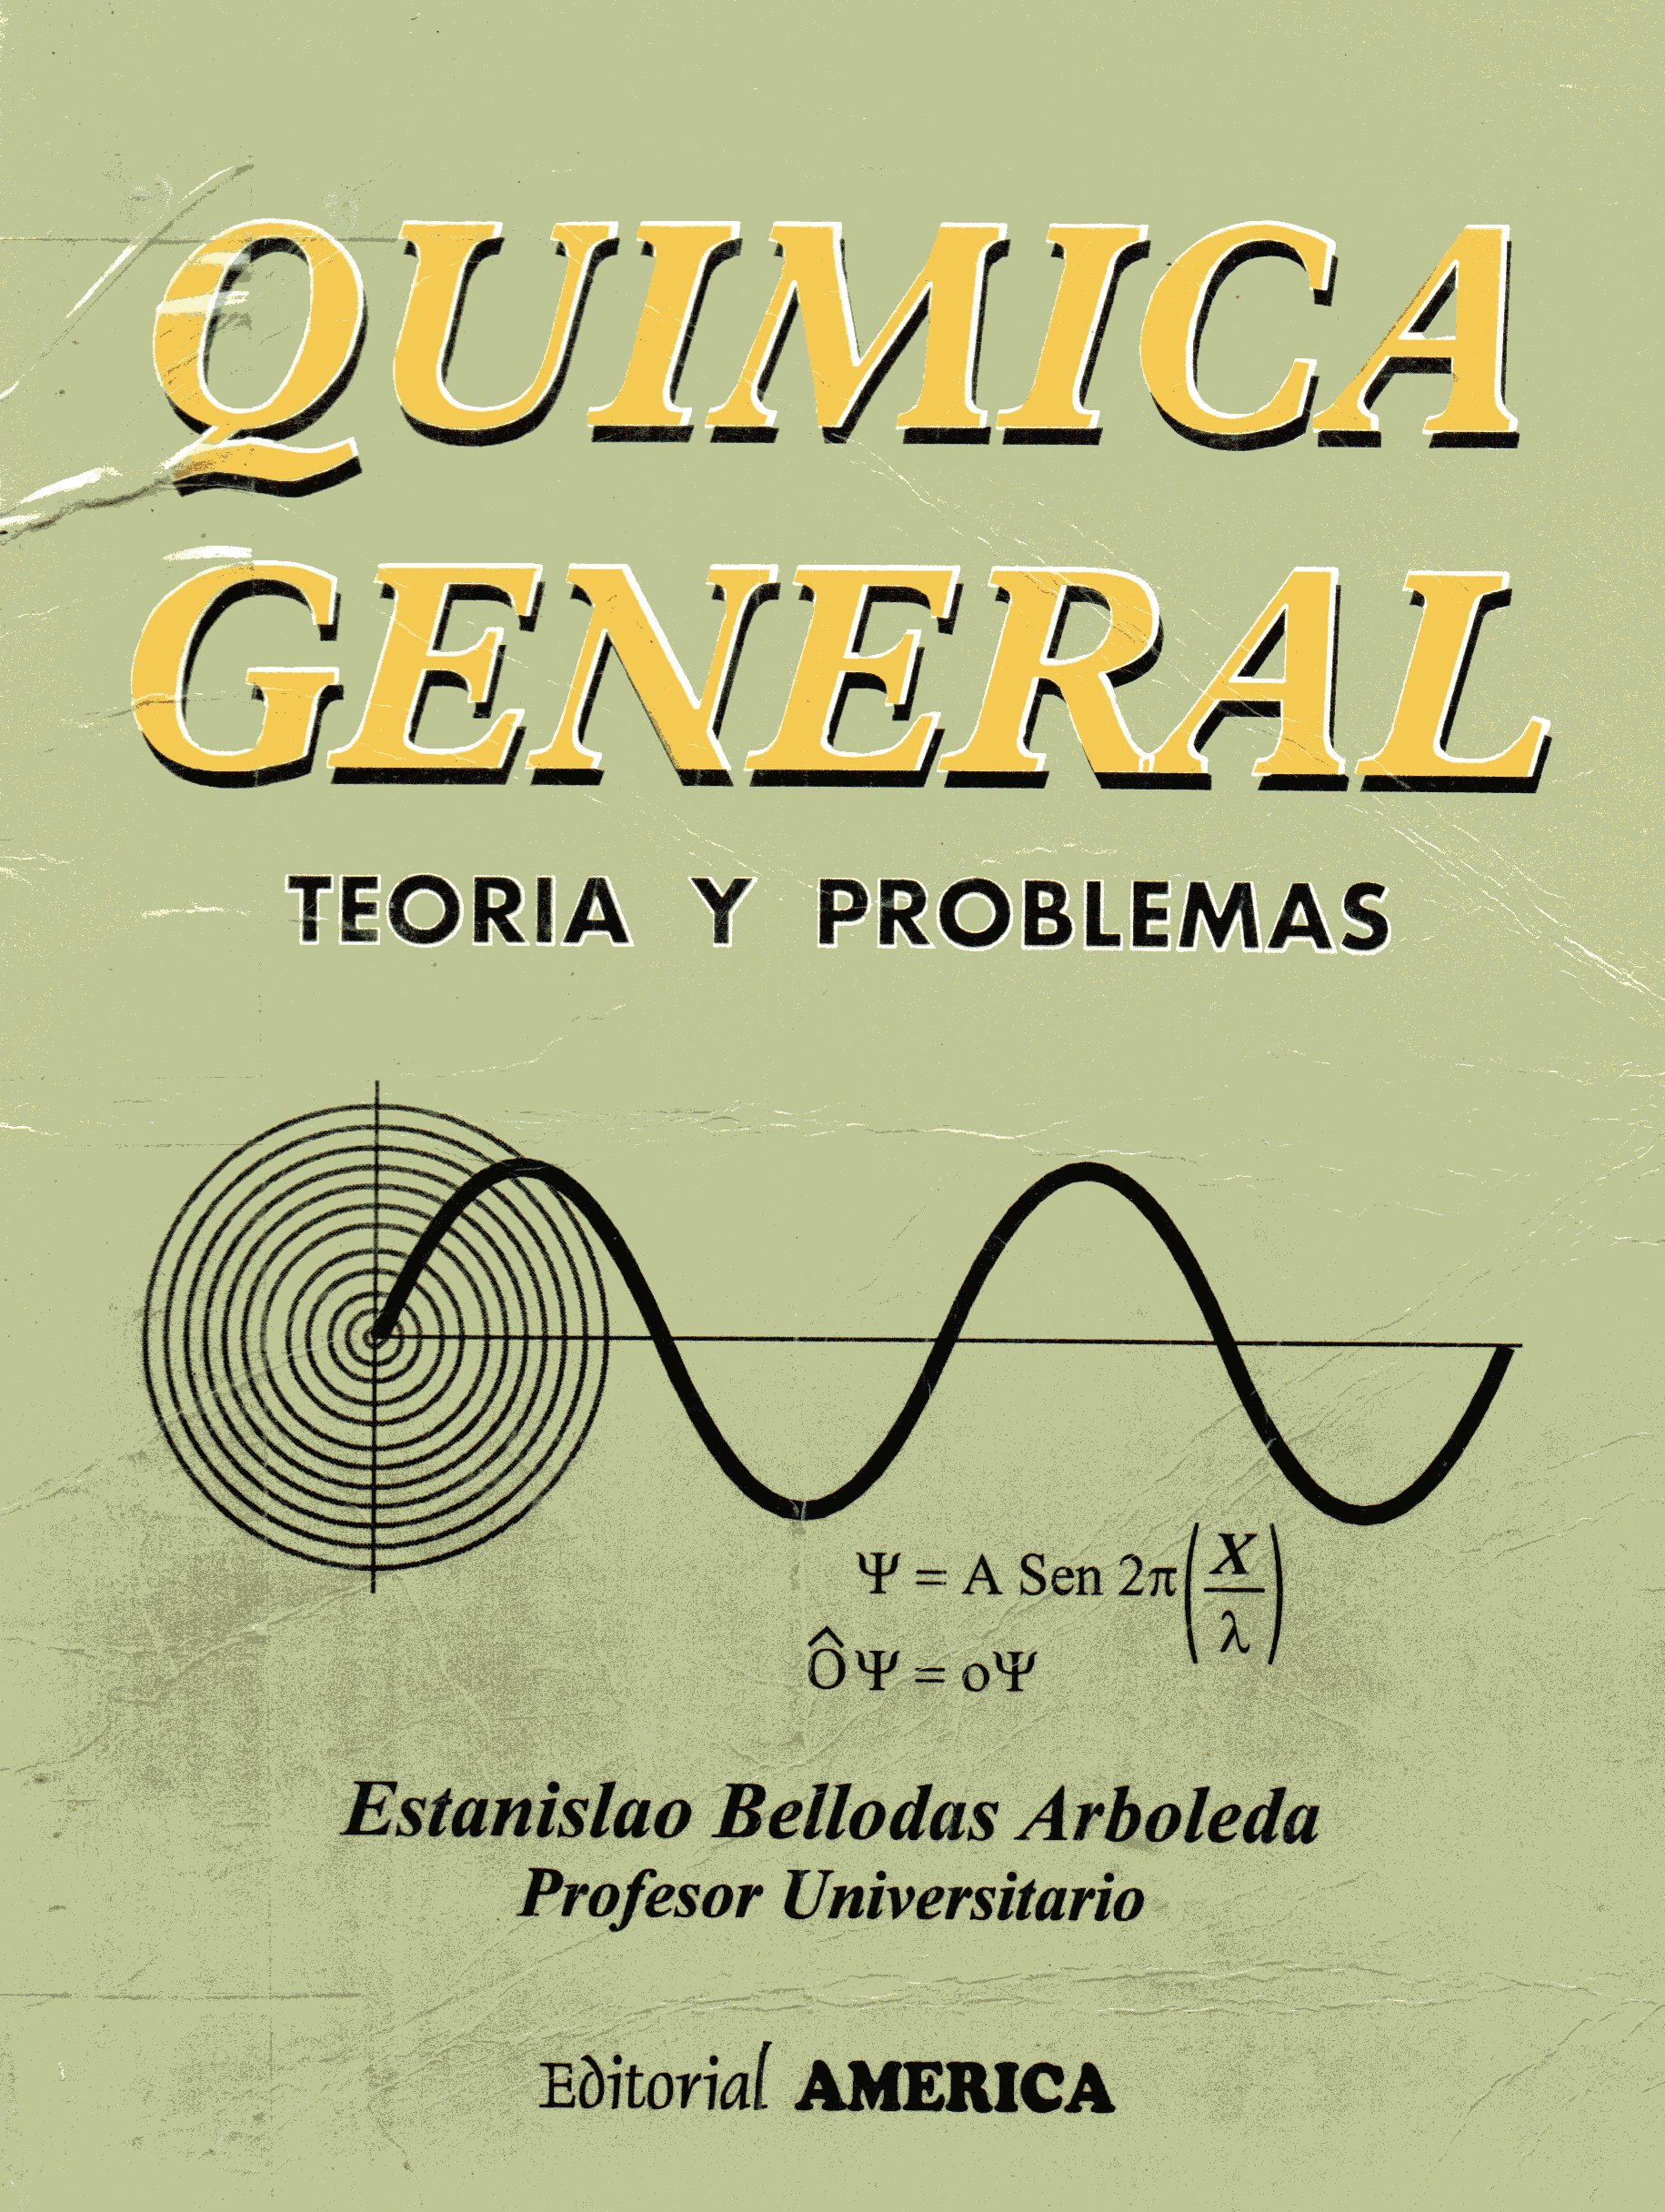 QUIMICA
GENERAL
TEORIA Y PROBLEMAS
Ψ = A Sen 2π(X/λ)
ÔΨ = oΨ
Estanislao Bellodas Arboleda
Profesor Universitario
Editorial AMERICA